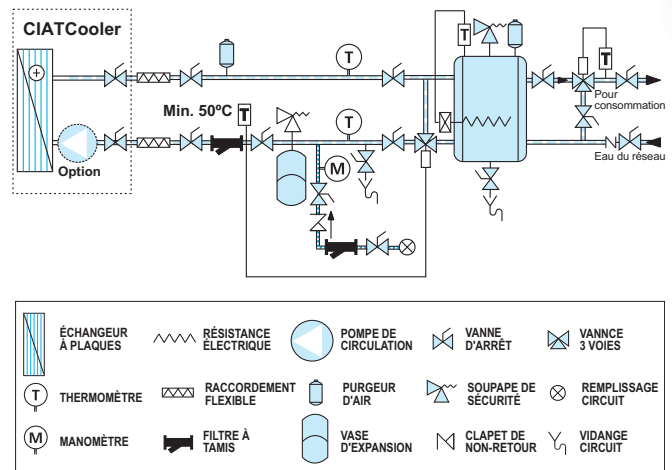 CIATCooler
T
T
T
Min. 50ºC
T
T
Pour
consommation
Option
M
Eau du réseau
ÉCHANGEUR
À PLAQUES
RÉSISTANCE
ÉLECTRIQUE
POMPE DE
CIRCULATION
VANNE
D'ARRÊT
VANNCE
3 VOIES
T
THERMOMÈTRE
RACCORDEMENT
FLEXIBLE
PURGEUR
D'AIR
SOUPAPE DE
SÉCURITÉ
REMPLISSAGE
CIRCUIT
M
MANOMÈTRE
FILTRE À
TAMIS
VASE
D'EXPANSION
CLAPET DE
NON-RETOUR
VIDANGE
CIRCUIT